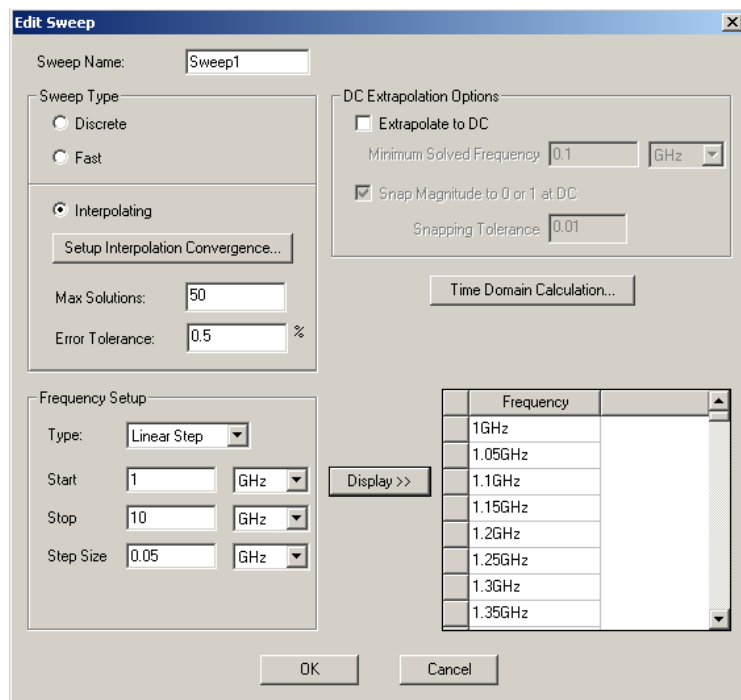 Edit Sweep
Sweep Name: Sweep1
Sweep Type
Discrete
Fast
Interpolating
Setup Interpolation Convergence...
Max Solutions: 50
Error Tolerance: 0.5 %
DC Extrapolation Options
Extrapolate to DC
Minimum Solved Frequency 0.1 GHz
Snap Magnitude to 0 or 1 at DC
Snapping Tolerance 0.01
Time Domain Calculation...
Frequency Setup
Type: Linear Step
Start 1 GHz
Stop 10 GHz
Step Size 0.05 GHz
Display >>
Frequency
1GHz
1.05GHz
1.1GHz
1.15GHz
1.2GHz
1.25GHz
1.3GHz
1.35GHz
OK Cancel